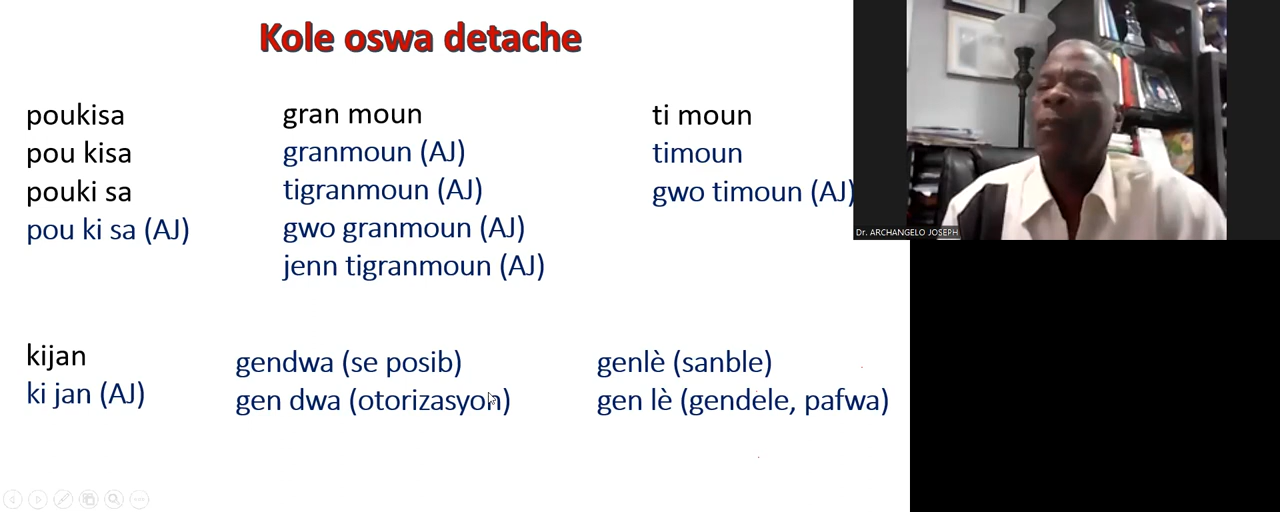 Kole oswa detache
poukisa
pou kisa
pouki sa
pou ki sa (AJ)
gran moun
granmoun (AJ)
tigranmoun (AJ)
gwo granmoun (AJ)
jenn tigranmoun (AJ)
ti moun
timoun
gwo timoun (AJ)
kijan
ki jan (AJ)
gendwa (se posib)
gen dwa (otorizasyon)
genlè (sanble)
gen lè (gendele, pafwa)
Dr. ARCHANGELO JOSEPH